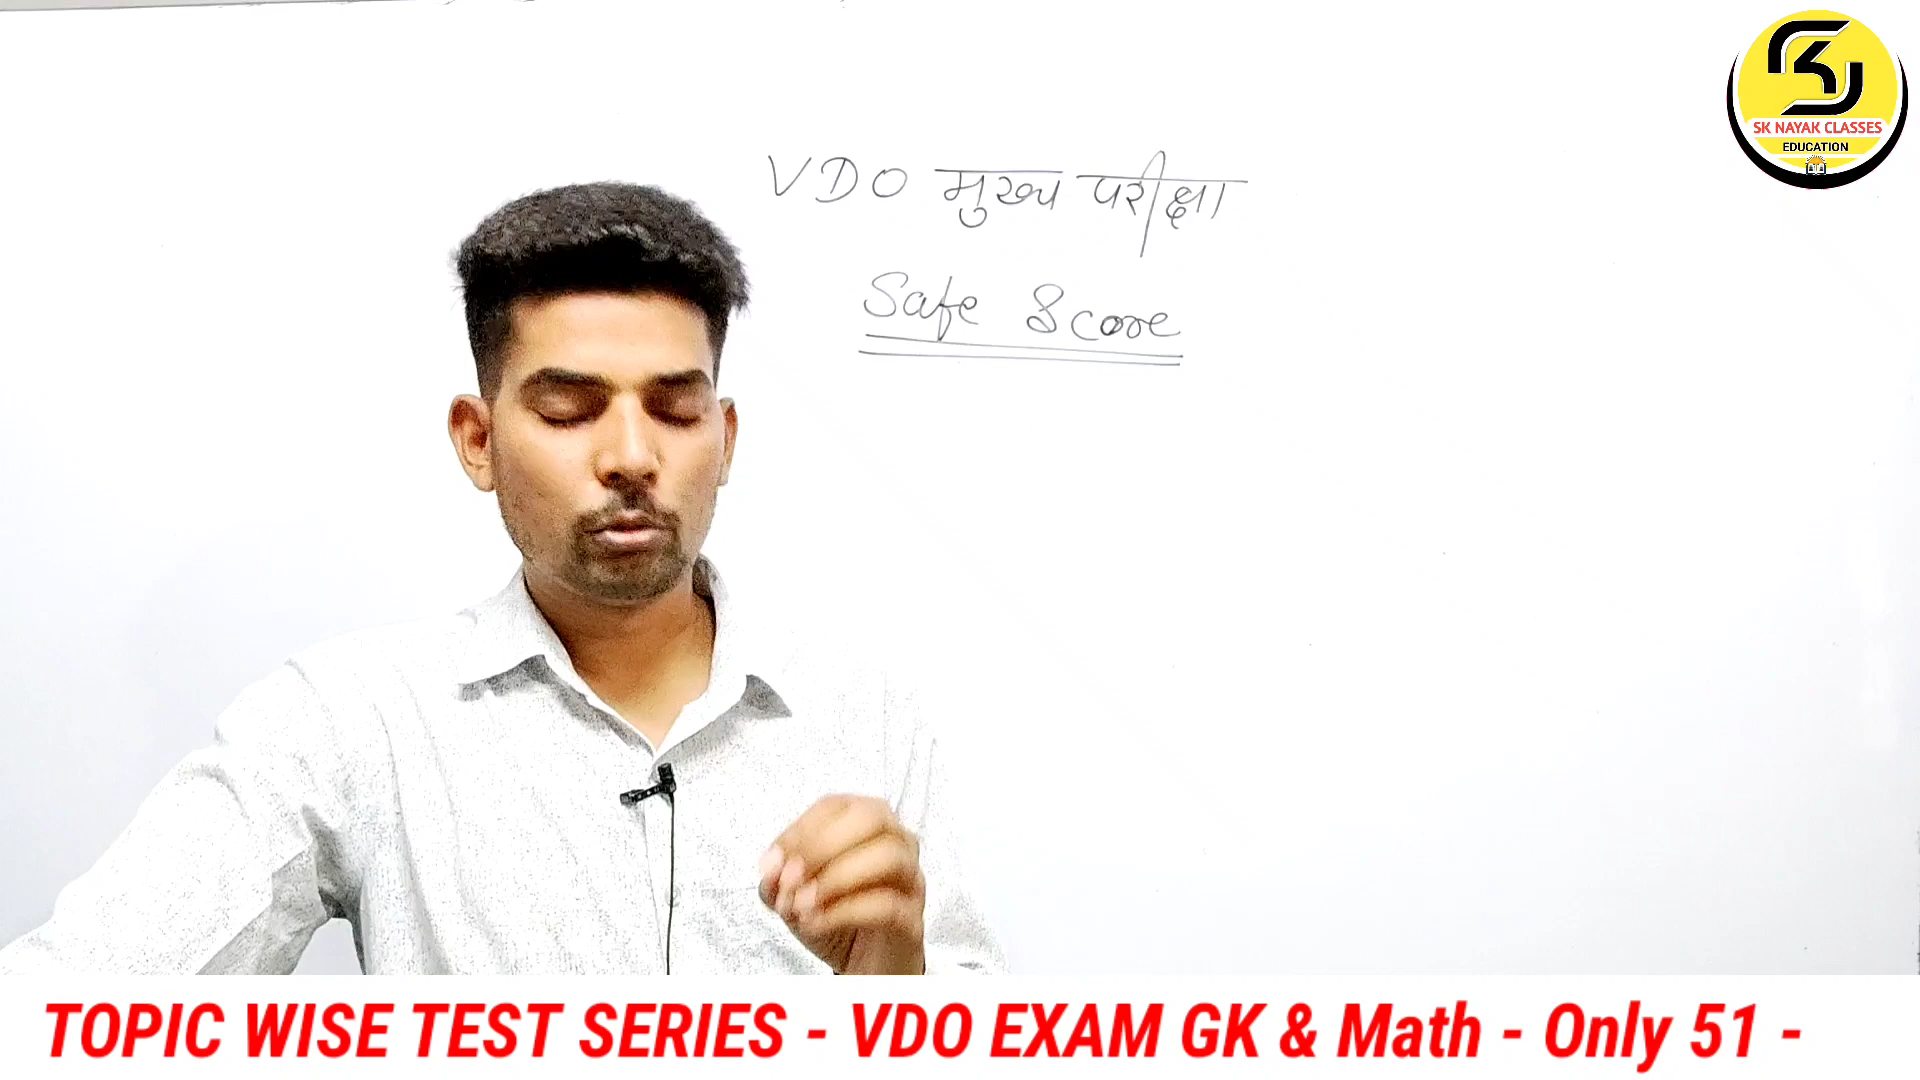 SK NAYAK CLASSES
EDUCATION
VDO मुख्य परीक्षा
Safe Score
TOPIC WISE TEST SERIES - VDO EXAM GK & Math - Only 51 -